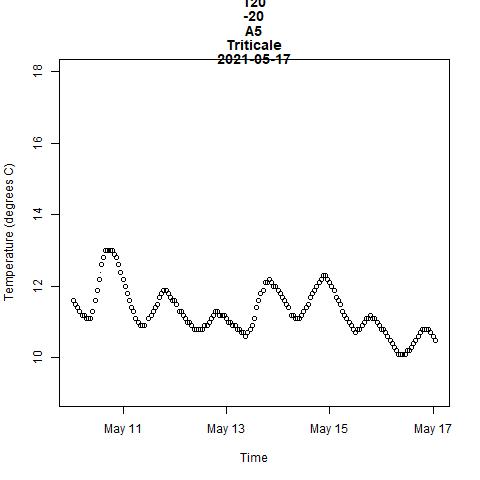 120
-20
A5
Triticale
2021-05-17
Temperature (degrees C)
18
16
14
12
10
May 11
May 13
May 15
May 17
Time